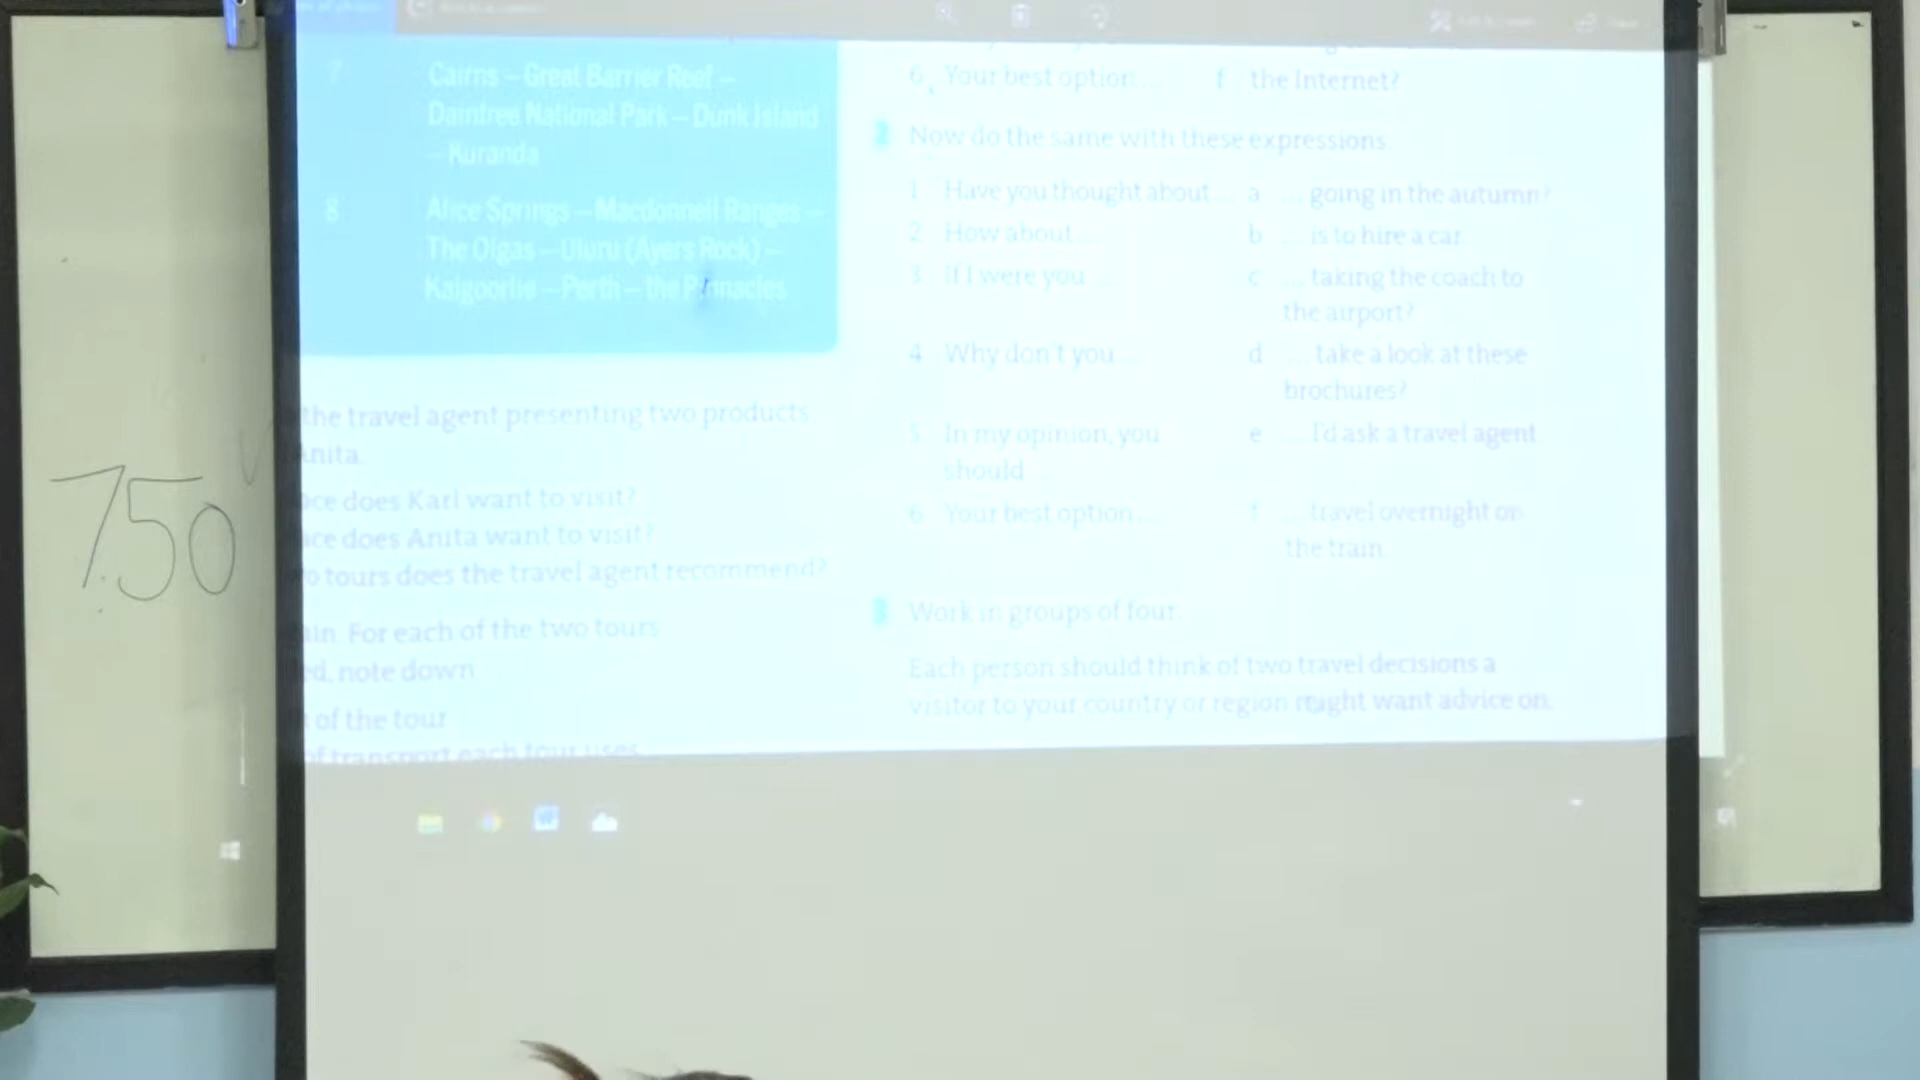 7
Cairns – Great Barrier Reef –
Daintree National Park – Dunk Island
– Kuranda
8
Alice Springs – Macdonnell Ranges –
The Olgas – Uluru (Ayers Rock) –
Kalgoorlie – Perth – the Pinnacles
the travel agent presenting two products
Anita.
does Karl want to visit?
does Anita want to visit?
tours does the travel agent recommend?
For each of the two tours
note down
of the tour
of transport each tour uses
6 Your best option ... f the Internet?
2 Now do the same with these expressions.
1 Have you thought about ... a ... going in the autumn?
2 How about ... b ... is to hire a car.
3 If I were you ... c ... taking the coach to
the airport?
4 Why don't you ... d ... take a look at these
brochures?
5 In my opinion, you e ... I'd ask a travel agent.
should ...
6 Your best option ... f ... travel overnight on
the train.
3 Work in groups of four.
Each person should think of two travel decisions a
visitor to your country or region might want advice on.
750